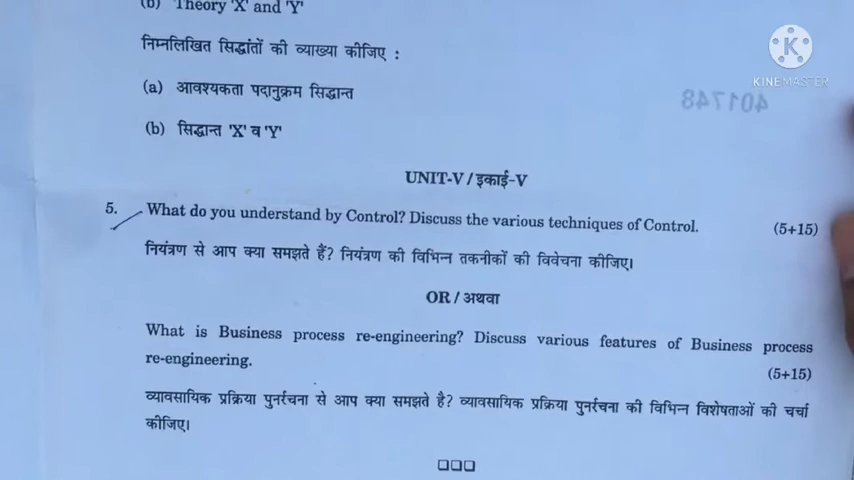 (b) Theory 'X' and 'Y'
निम्नलिखित सिद्धांतों की व्याख्या कीजिए :
(a) आवश्यकता पदानुक्रम सिद्धान्त
(b) सिद्धान्त 'X' व 'Y'
KINEMASTER
401748
UNIT-V / इकाई-V
5. What do you understand by Control? Discuss the various techniques of Control. (5+15)
नियंत्रण से आप क्या समझते हैं? नियंत्रण की विभिन्न तकनीकों की विवेचना कीजिए।
OR / अथवा
What is Business process re-engineering? Discuss various features of Business process
re-engineering. (5+15)
व्यावसायिक प्रक्रिया पुनर्रचना से आप क्या समझते है? व्यावसायिक प्रक्रिया पुनर्रचना की विभिन्न विशेषताओं की चर्चा
कीजिए।